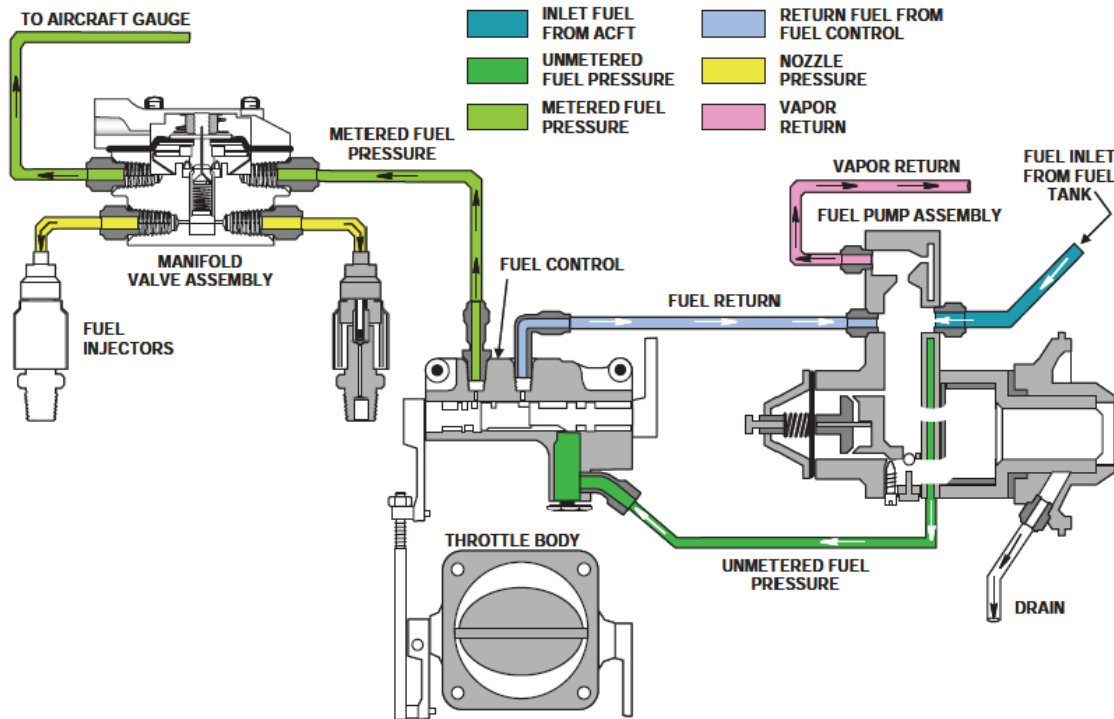 TO AIRCRAFT GAUGE
INLET FUEL
FROM ACFT
RETURN FUEL FROM
FUEL CONTROL
UNMETERED
FUEL PRESSURE
NOZZLE
PRESSURE
METERED FUEL
PRESSURE
VAPOR
RETURN
METERED FUEL
PRESSURE
VAPOR RETURN
FUEL INLET
FROM FUEL
TANK
FUEL PUMP ASSEMBLY
MANIFOLD
VALVE ASSEMBLY
FUEL CONTROL
FUEL RETURN
FUEL
INJECTORS
THROTTLE BODY
UNMETERED FUEL
PRESSURE
DRAIN